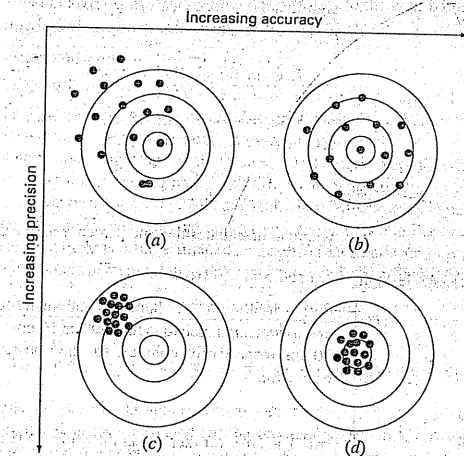 Increasing accuracy
Increasing precision
(a)
(b)
(c)
(d)